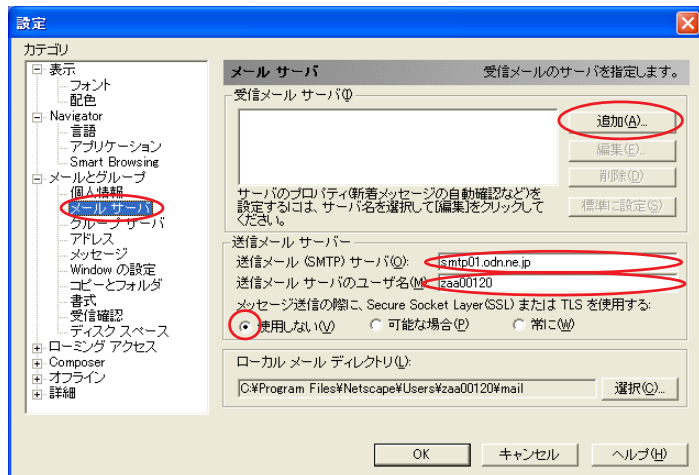 設定
カテゴリ
表示
フォント
配色
Navigator
言語
アプリケーション
Smart Browsing
メールとグループ
個人情報
メール サーバ
グループ サーバ
アドレス
メッセージ
Window の設定
コピーとフォルダ
書式
受信確認
ディスク スペース
ローミング アクセス
Composer
オフライン
詳細
メール サーバ 受信メールのサーバを指定します。
受信メール サーバ(I)
追加(A)...
編集(E)...
削除(D)
標準に設定(S)
サーバのプロパティ(新着メッセージの自動確認など)を
設定するには、サーバ名を選択して[編集]をクリックして
ください。
送信メール サーバー
送信メール (SMTP) サーバ(O): smtp01.odn.ne.jp
送信メール サーバのユーザ名(M): zaa00120
メッセージ送信の際に、Secure Socket Layer(SSL) または TLS を使用する:
使用しない(V) 可能な場合(P) 常に(W)
ローカル メール ディレクトリ(L):
C:¥Program Files¥Netscape¥Users¥zaa00120¥mail 選択(C)...
OK キャンセル ヘルプ(H)